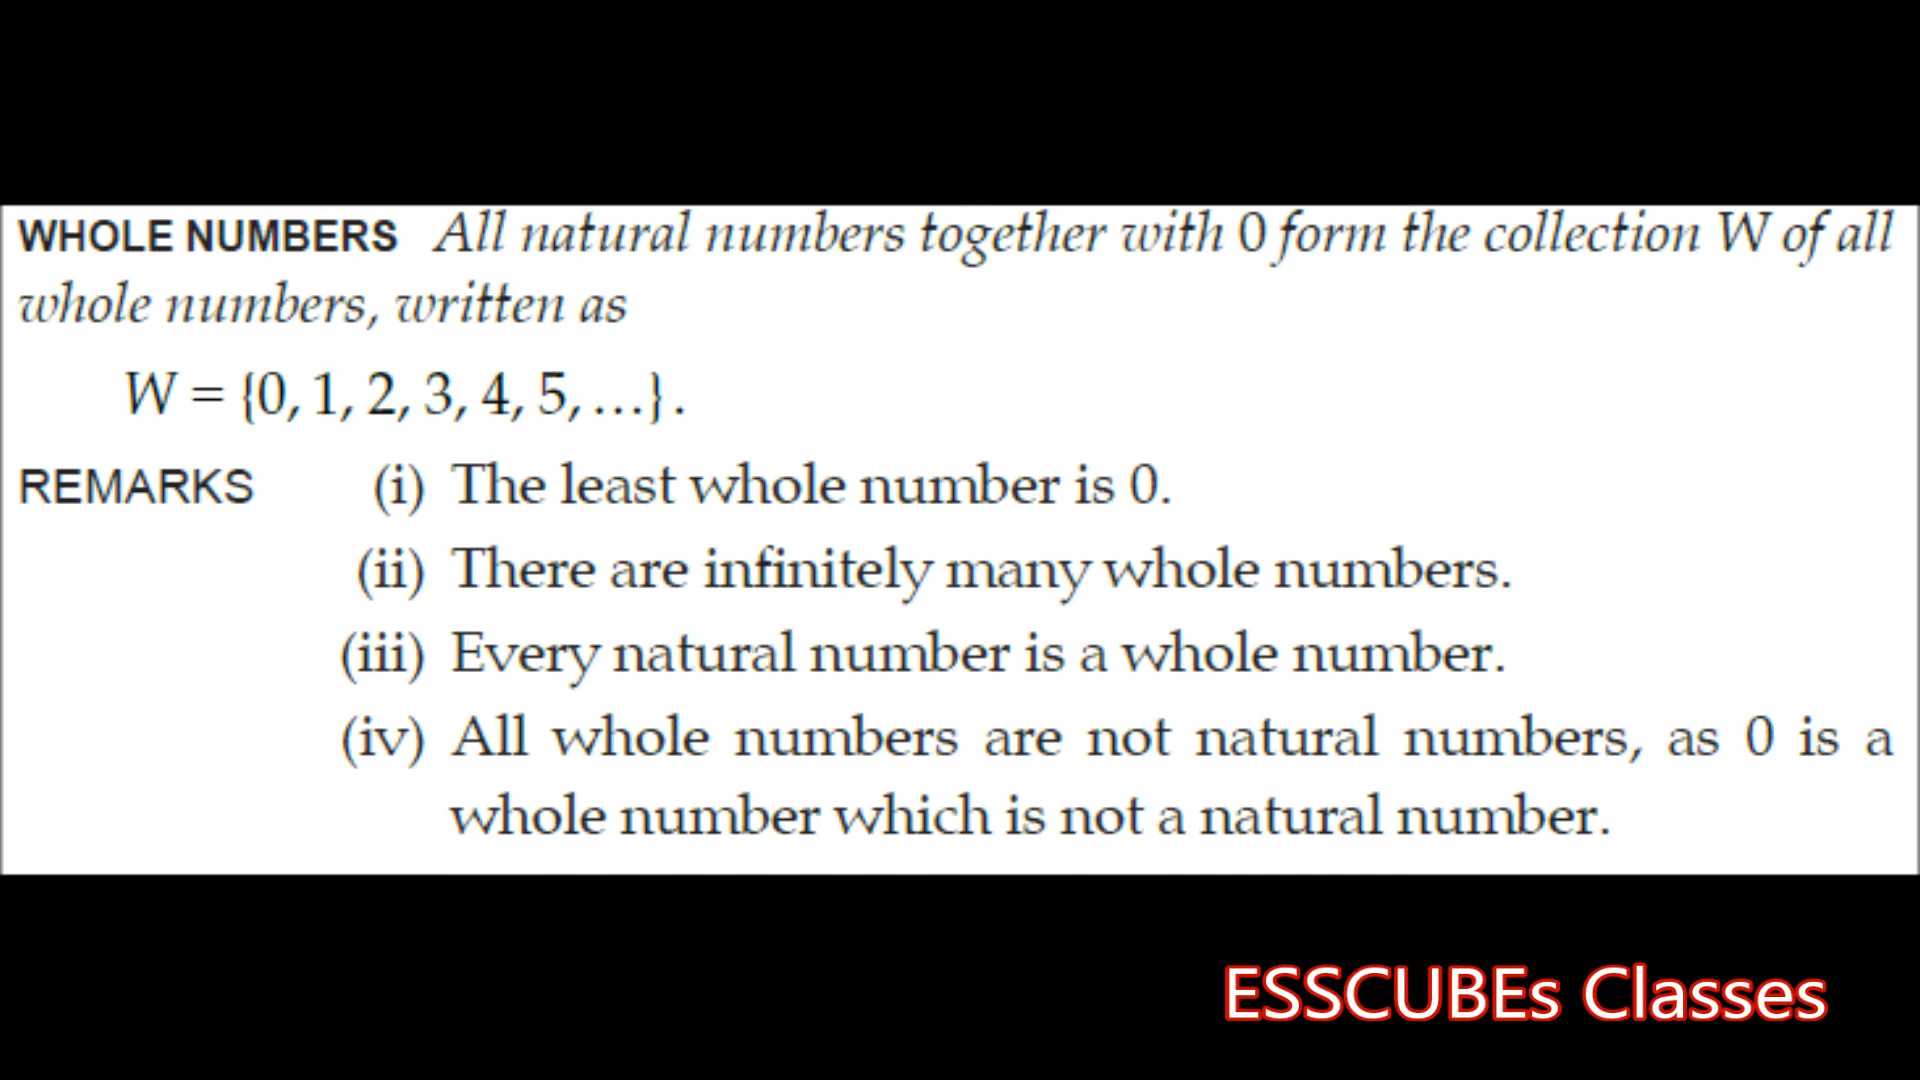 WHOLE NUMBERS All natural numbers together with 0 form the collection W of all
whole numbers, written as
W = {0, 1, 2, 3, 4, 5, ...}.
REMARKS (i) The least whole number is 0.
(ii) There are infinitely many whole numbers.
(iii) Every natural number is a whole number.
(iv) All whole numbers are not natural numbers, as 0 is a
whole number which is not a natural number.
ESSCUBEs Classes